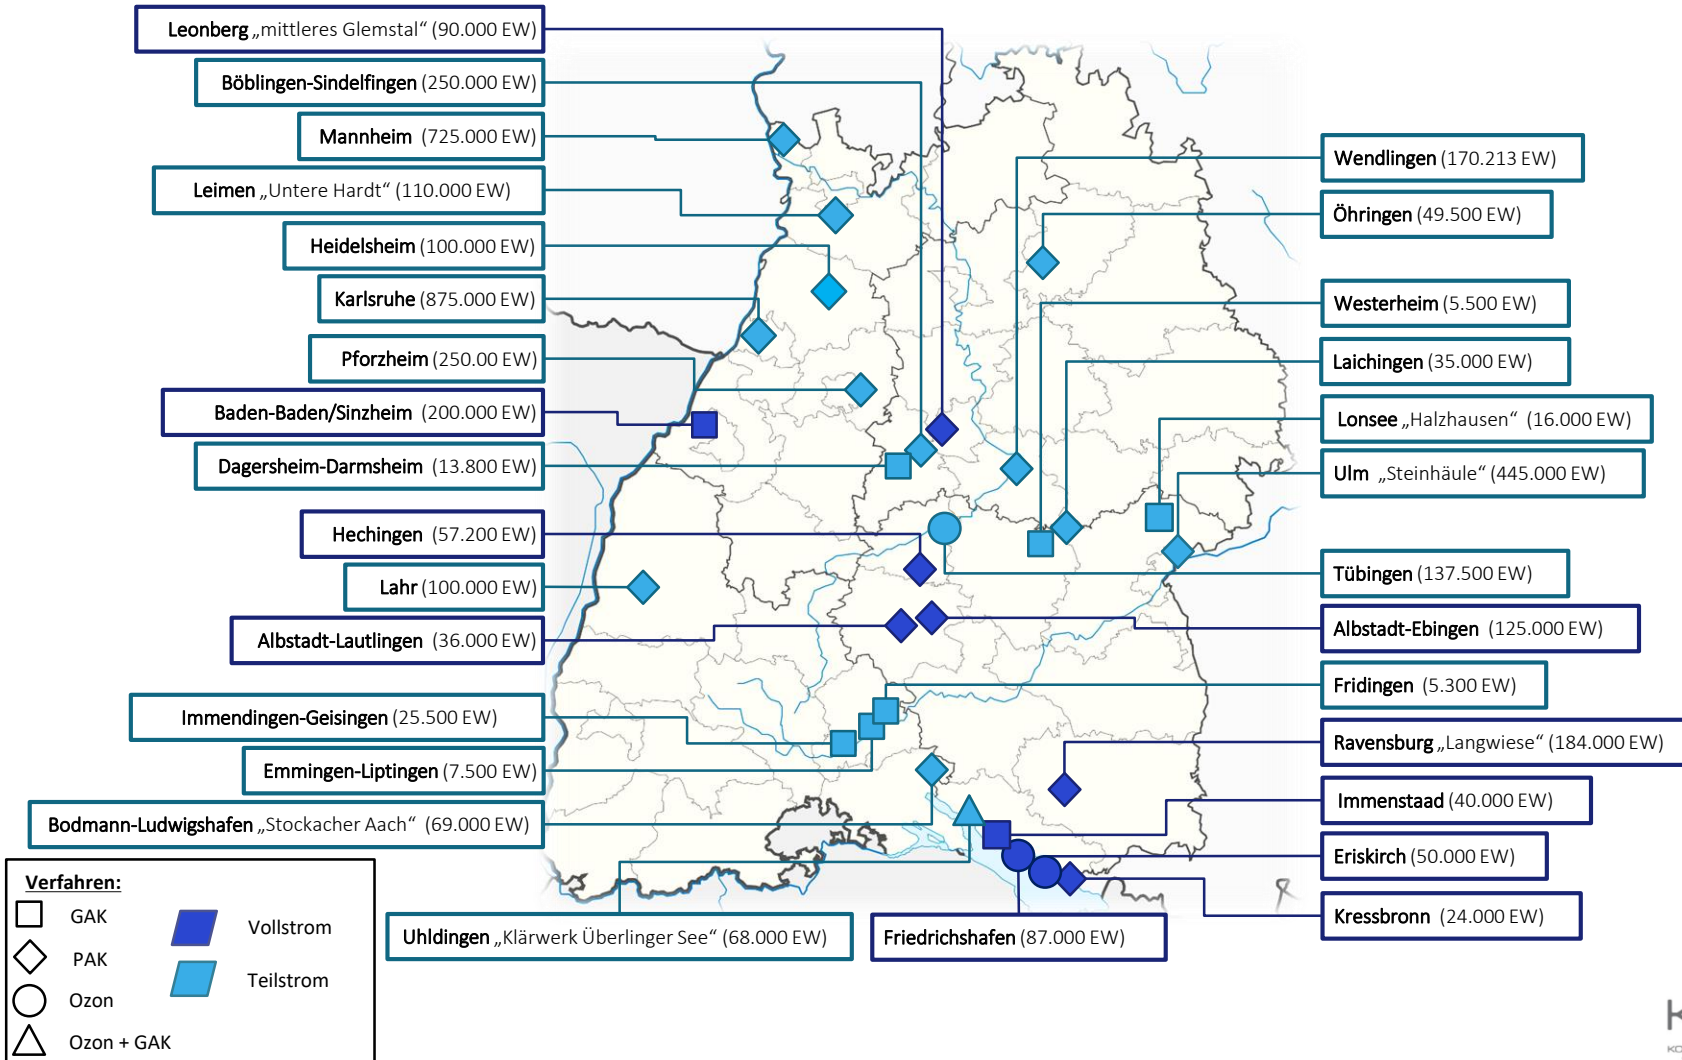 Leonberg „mittleres Glemstal“ (90.000 EW)
Böblingen-Sindelfingen (250.000 EW)
Mannheim (725.000 EW)
Leimen „Untere Hardt“ (110.000 EW)
Heidelsheim (100.000 EW)
Karlsruhe (875.000 EW)
Pforzheim (250.00 EW)
Baden-Baden/Sinzheim (200.000 EW)
Dagersheim-Darmsheim (13.800 EW)
Hechingen (57.200 EW)
Lahr (100.000 EW)
Albstadt-Lautlingen (36.000 EW)
Immendingen-Geisingen (25.500 EW)
Emmingen-Liptingen (7.500 EW)
Bodmann-Ludwigshafen „Stockacher Aach“ (69.000 EW)
Wendlingen (170.213 EW)
Öhringen (49.500 EW)
Westerheim (5.500 EW)
Laichingen (35.000 EW)
Lonsee „Halzhausen“ (16.000 EW)
Ulm „Steinhäule“ (445.000 EW)
Tübingen (137.500 EW)
Albstadt-Ebingen (125.000 EW)
Fridingen (5.300 EW)
Ravensburg „Langwiese“ (184.000 EW)
Immenstaad (40.000 EW)
Eriskirch (50.000 EW)
Kressbronn (24.000 EW)
Uhldingen „Klärwerk Überlinger See“ (68.000 EW)
Friedrichshafen (87.000 EW)
Verfahren:
GAK
PAK
Ozon
Ozon + GAK
Vollstrom
Teilstrom